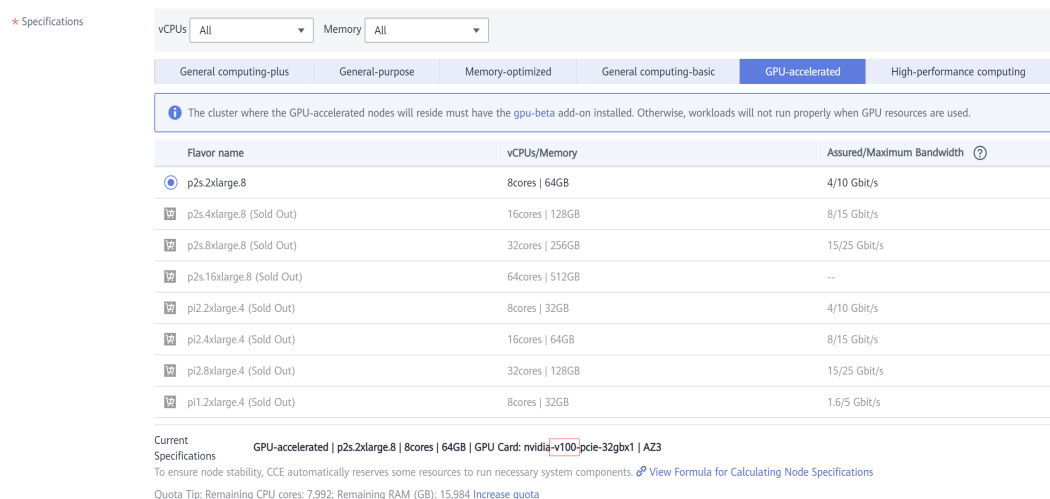 * Specifications
vCPUs All Memory All
General computing-plus General-purpose Memory-optimized General computing-basic GPU-accelerated High-performance computing
The cluster where the GPU-accelerated nodes will reside must have the gpu-beta add-on installed. Otherwise, workloads will not run properly when GPU resources are used.
Flavor name vCPUs/Memory Assured/Maximum Bandwidth ?
p2s.2xlarge.8 8cores | 64GB 4/10 Gbit/s
p2s.4xlarge.8 (Sold Out) 16cores | 128GB 8/15 Gbit/s
p2s.8xlarge.8 (Sold Out) 32cores | 256GB 15/25 Gbit/s
p2s.16xlarge.8 (Sold Out) 64cores | 512GB --
pi2.2xlarge.4 (Sold Out) 8cores | 32GB 4/10 Gbit/s
pi2.4xlarge.4 (Sold Out) 16cores | 64GB 8/15 Gbit/s
pi2.8xlarge.4 (Sold Out) 32cores | 128GB 15/25 Gbit/s
pi1.2xlarge.4 (Sold Out) 8cores | 32GB 1.6/5 Gbit/s
Current
Specifications GPU-accelerated | p2s.2xlarge.8 | 8cores | 64GB | GPU Card: nvidia-v100-pcie-32gbx1 | AZ3
To ensure node stability, CCE automatically reserves some resources to run necessary system components. View Formula for Calculating Node Specifications
Quota Tip: Remaining CPU cores: 7,992; Remaining RAM (GB): 15,984 Increase quota